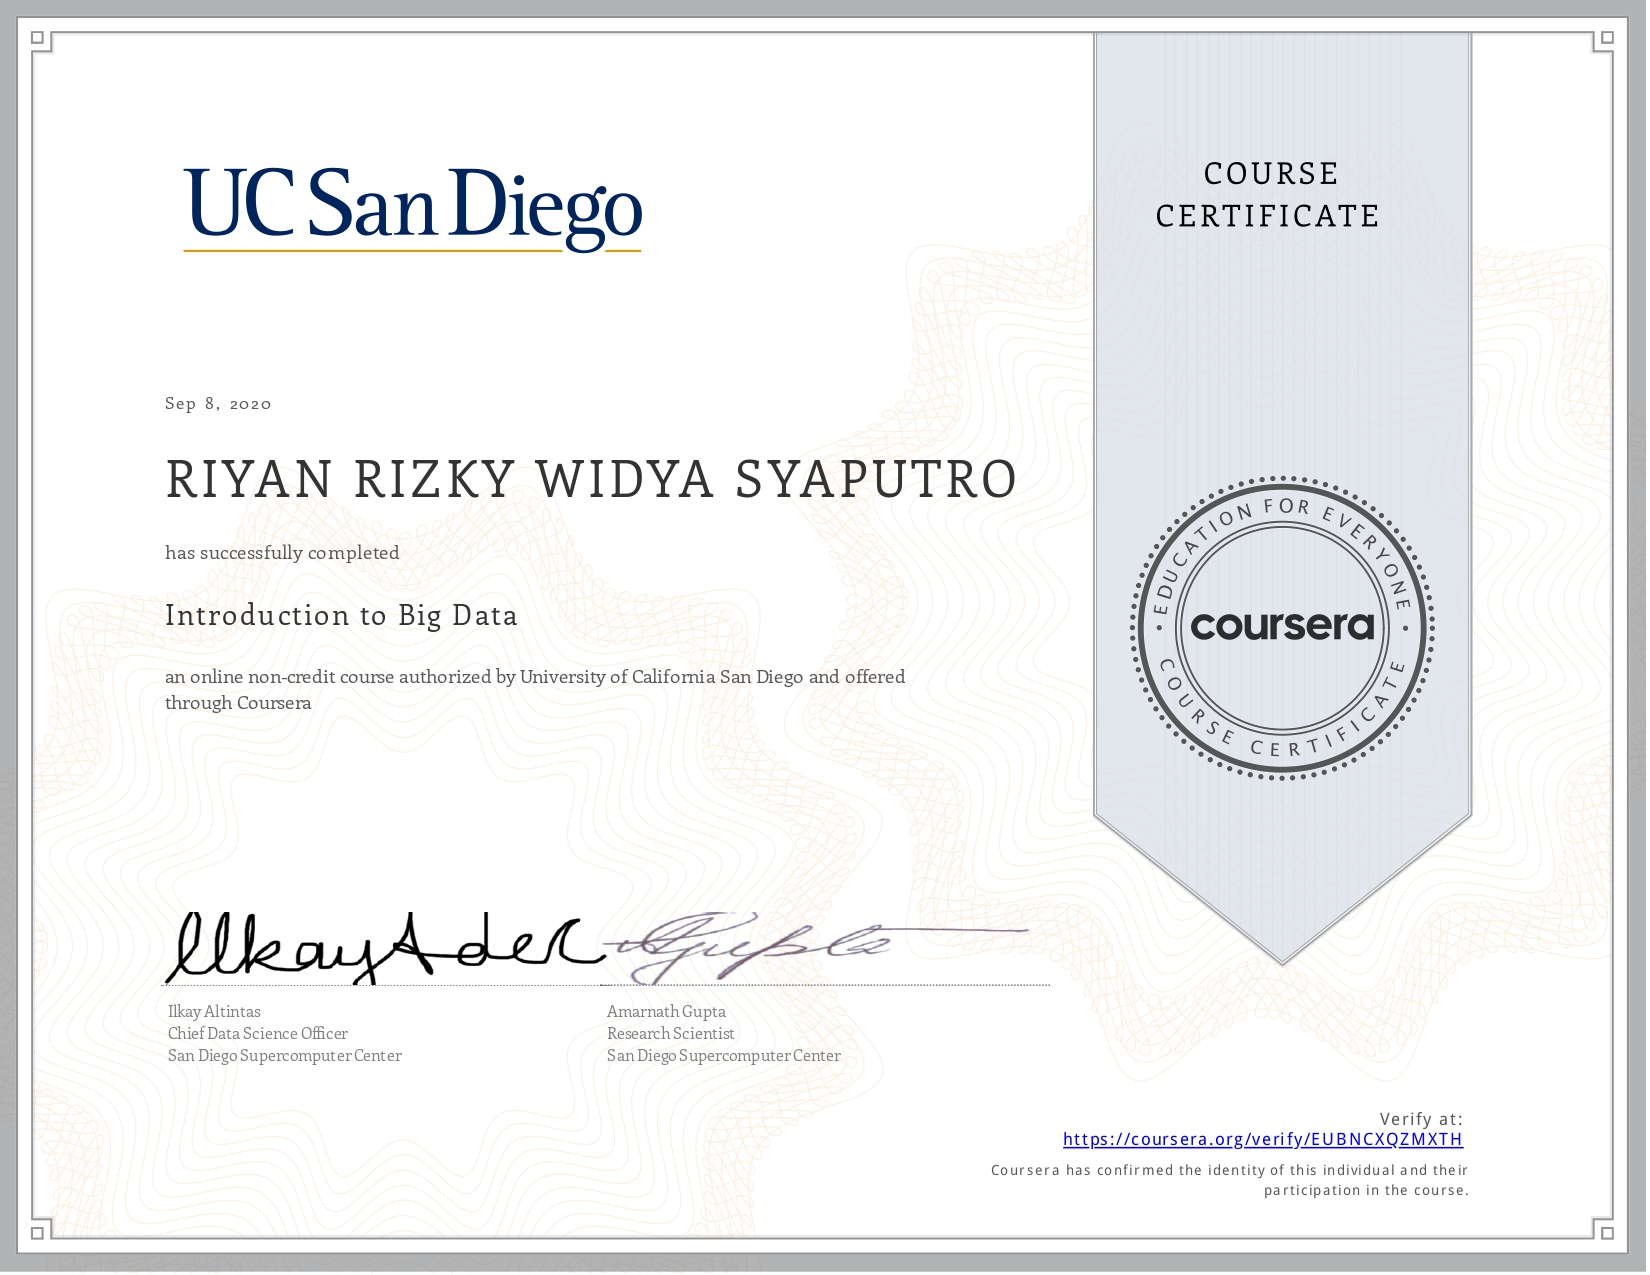 UC San Diego
COURSE
CERTIFICATE
Sep 8, 2020
RIYAN RIZKY WIDYA SYAPUTRO
has successfully completed
Introduction to Big Data
an online non-credit course authorized by University of California San Diego and offered
through Coursera
EDUCATION FOR EVERYONE
coursera
COURSE CERTIFICATE
Ilkay Altintas
Chief Data Science Officer
San Diego Supercomputer Center
Amarnath Gupta
Research Scientist
San Diego Supercomputer Center
Verify at:
https://coursera.org/verify/EUBNCXQZMXTH
Coursera has confirmed the identity of this individual and their
participation in the course.